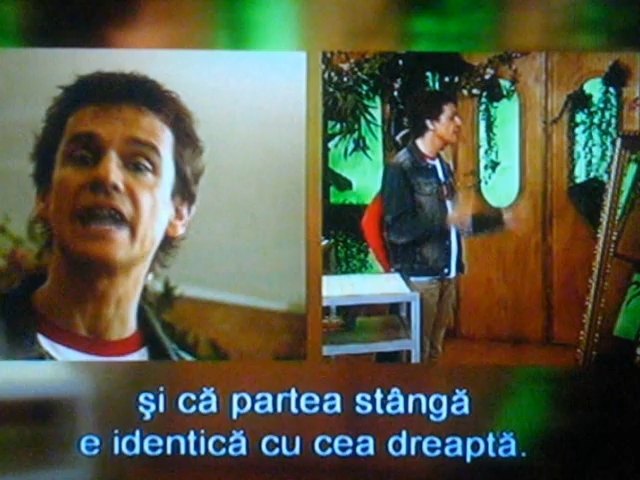 şi că partea stângă
e identică cu cea dreaptă.